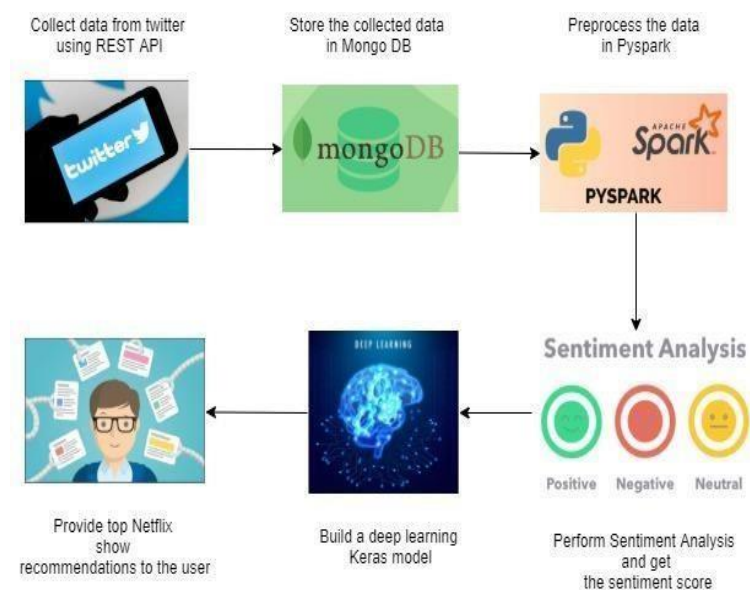 Collect data from twitter
using REST API
Store the collected data
in Mongo DB
Preprocess the data
in Pyspark
twitter
mongoDB
APACHE
Spark
PYSPARK
Sentiment Analysis
Positive Negative Neutral
DEEP LEARNING
Provide top Netflix
show
recommendations to the user
Build a deep learning
Keras model
Perform Sentiment Analysis
and get
the sentiment score